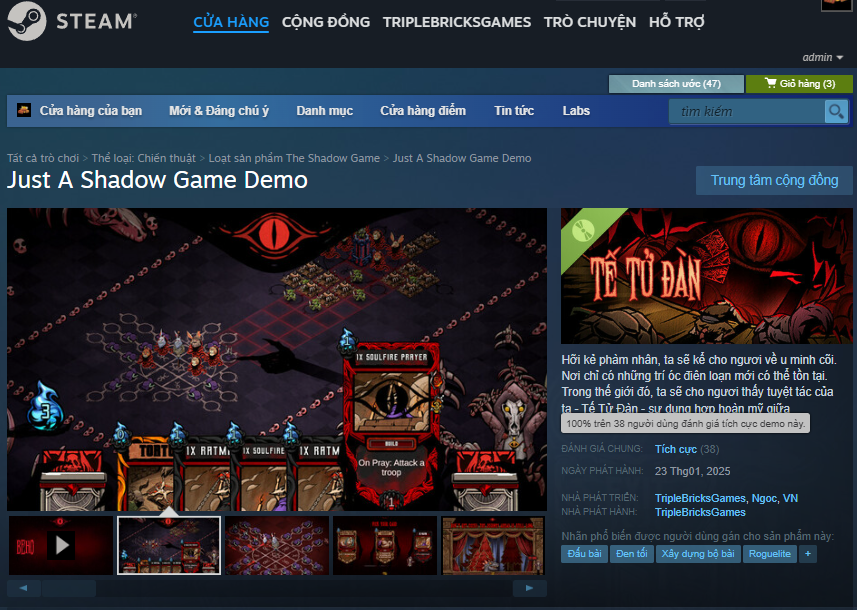 STEAM®
CỬA HÀNG CỘNG ĐỒNG TRIPLEBRICKSGAMES TRÒ CHUYỆN HỖ TRỢ
admin
Danh sách ước (47) Giỏ hàng (3)
Cửa hàng của bạn Mới & Đáng chú ý Danh mục Cửa hàng điểm Tin tức Labs tìm kiếm
Tất cả trò chơi > Thể loại: Chiến thuật > Loạt sản phẩm The Shadow Game > Just A Shadow Game Demo
Just A Shadow Game Demo
Trung tâm cộng đồng
1X SOULFIRE PRAYER
BUILD
On Pray: Attack a
troop
1
3
1X RATM
1X SOULFI
1X RATM
DEMO
TẾ TỬ ĐÀN
Hỡi kẻ phàm nhân, ta sẽ kể cho ngươi về u minh cõi.
Nơi chỉ có những trí óc điên loạn mới có thể tồn tại.
Trong thế giới đó, ta sẽ cho ngươi thấy tuyệt tác của
ta - Tế Tử Đàn - sự dung hợp hoàn mỹ giữa
100% trên 38 người dùng đánh giá tích cực demo này.
ĐÁNH GIÁ CHUNG: Tích cực (38)
NGÀY PHÁT HÀNH: 23 Thg01, 2025
NHÀ PHÁT TRIỂN: TripleBricksGames, Ngoc, VN
NHÀ PHÁT HÀNH: TripleBricksGames
Nhãn phổ biến được người dùng gán cho sản phẩm này:
Đấu bài Đen tối Xây dựng bộ bài Roguelite +